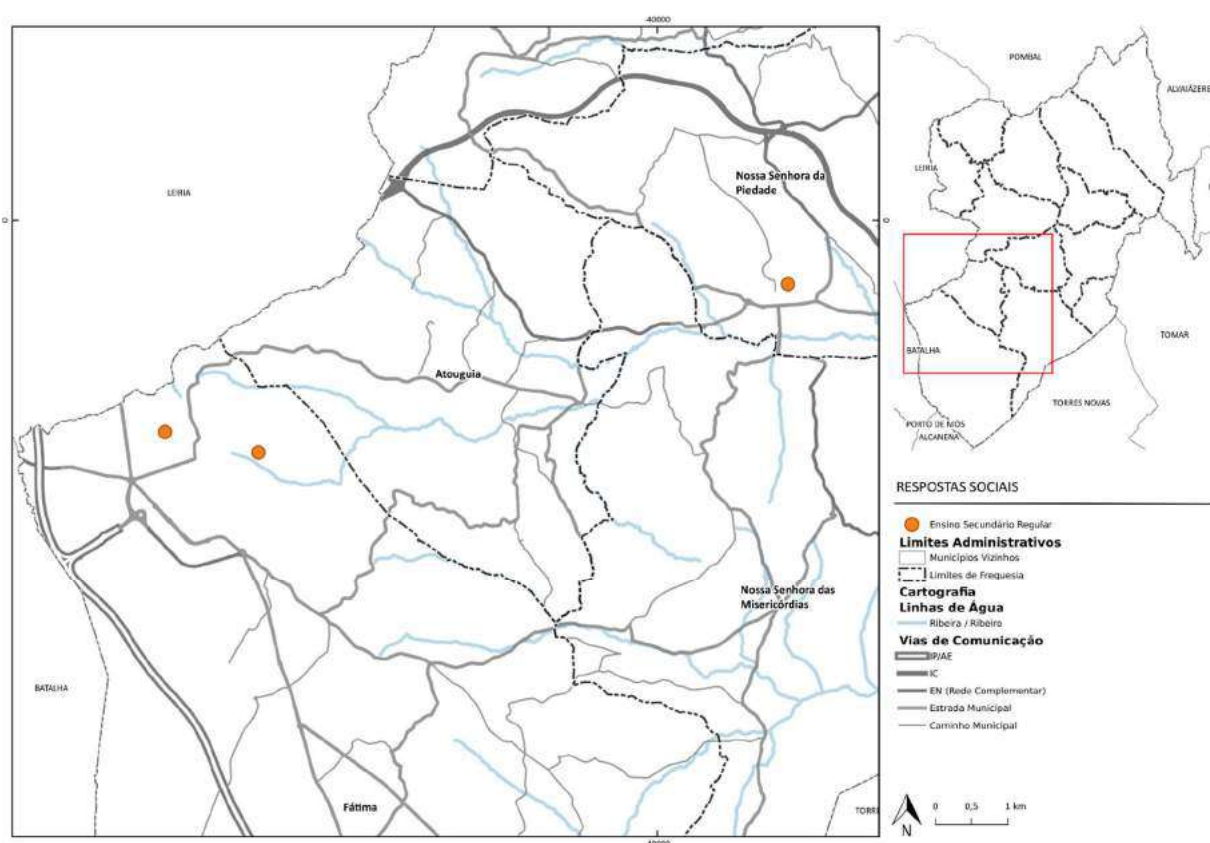 -40000
LEIRIA
Nossa Senhora da
Piedade
0
0
Atouguia
Nossa Senhora das
Misericórdias
BATALHA
Fátima
TORRE
-40000
POMBAL
ALVAIÁZERE
LEIRIA
BATALHA
TOMAR
TORRES NOVAS
PORTO DE MÓS
ALCANENA
RESPOSTAS SOCIAIS
Ensino Secundário Regular
Limites Administrativos
Municípios Vizinhos
Limites de Freguesia
Cartografia
Linhas de Água
Ribeira / Ribeiro
Vias de Comunicação
IP/AE
IC
EN (Rede Complementar)
Estrada Municipal
Caminho Municipal
N
0 0,5 1 km